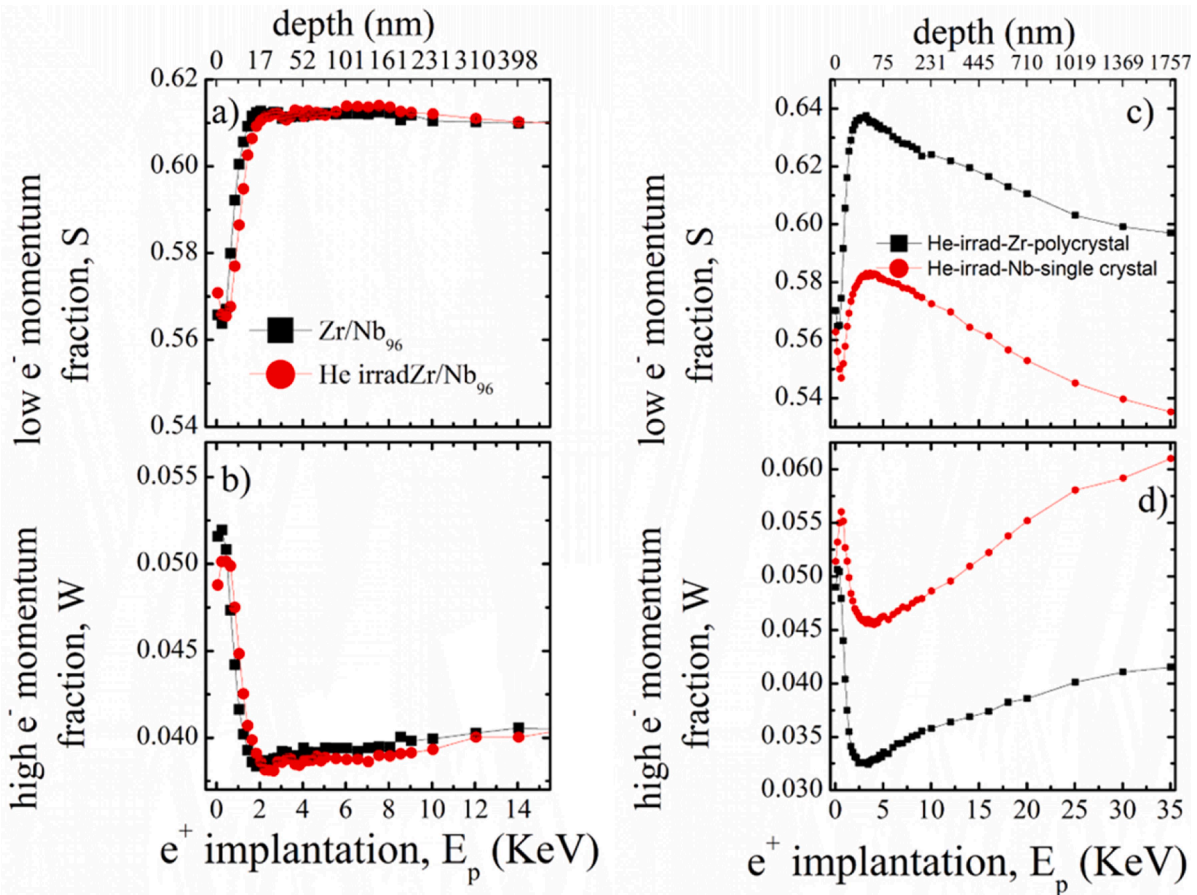 depth (nm)
0 17 52 101 161 231 310 398
0.62
0.60
0.58
0.56
0.54
low e⁻ momentum
fraction, S
a)
Zr/Nb₉₆
He irradZr/Nb₉₆
0.055
0.050
0.045
0.040
high e⁻ momentum
fraction, W
b)
0 2 4 6 8 10 12 14
e⁺ implantation, Eₚ (KeV)
depth (nm)
0 75 231 445 710 1019 1369 1757
0.64
0.62
0.60
0.58
0.56
0.54
low e⁻ momentum
fraction, S
c)
He-irrad-Zr-polycrystal
He-irrad-Nb-single crystal
0.060
0.055
0.050
0.045
0.040
0.035
0.030
high e⁻ momentum
fraction, W
d)
0 5 10 15 20 25 30 35
e⁺ implantation, Eₚ (KeV)